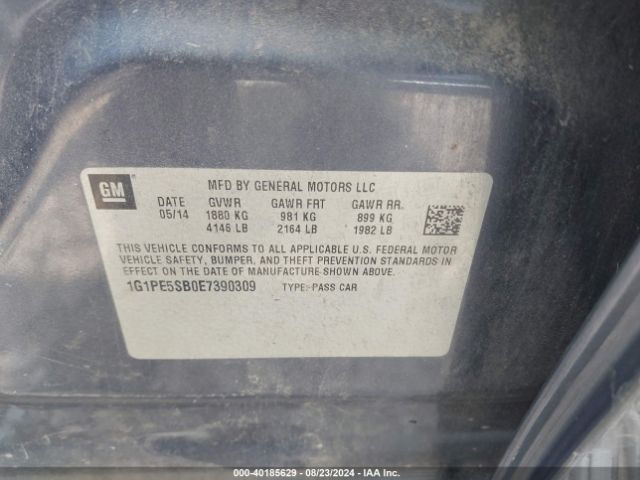 GM
MFD BY GENERAL MOTORS LLC
DATE GVWR GAWR FRT GAWR RR.
05/14 1880 KG 981 KG 899 KG
4146 LB 2164 LB 1982 LB
THIS VEHICLE CONFORMS TO ALL APPLICABLE U.S. FEDERAL MOTOR
VEHICLE SAFETY, BUMPER, AND THEFT PREVENTION STANDARDS IN
EFFECT ON THE DATE OF MANUFACTURE SHOWN ABOVE.
1G1PE5SB0E7390309 TYPE: PASS CAR
000-40185629 - 08/23/2024 - IAA Inc.